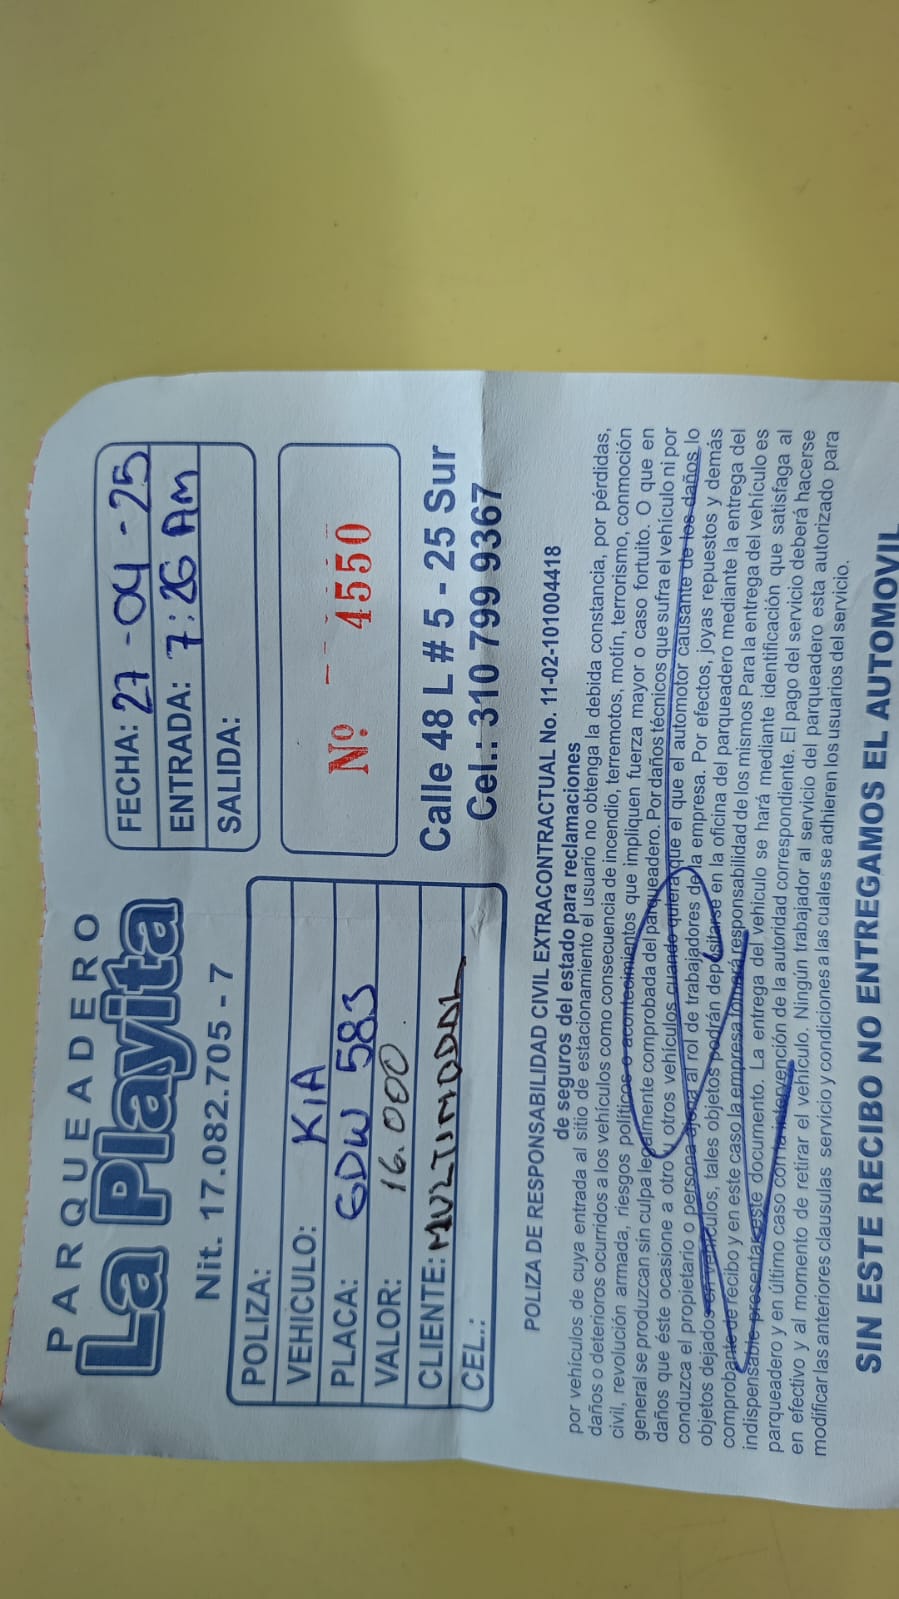 PARQUEADERO
La Playita
Nit. 17.082.705 - 7
FECHA: 27-04-25
ENTRADA: 7:26 AM
SALIDA:
Nº 4550
Calle 48 L # 5 - 25 Sur
Cel.: 310 799 9367
POLIZA:
VEHICULO: KIA
PLACA: GDW 583
VALOR: 16.000
CLIENTE: MULTIMODAL
CEL.:
POLIZA DE RESPONSABILIDAD CIVIL EXTRACONTRACTUAL No. 11-02-101004418
de seguros del estado para reclamaciones
por vehículos de cuya entrada al sitio de estacionamiento el usuario no obtenga la debida constancia, por pérdidas,
daños o deterioros ocurridos a los vehículos como consecuencia de incendio, terremotos, motín, terrorismo, conmoción
civil, revolución armada, riesgos políticos o acontecimientos que impliquen fuerza mayor o caso fortuito. O que en
general se produzcan sin culpa legalmente comprobada del parqueadero. Por daños técnicos que sufra el vehículo ni por
daños que éste ocasione a otro u otros vehículos cuando quiera que el que el automotor causante de los daños lo
conduzca el propietario o persona ajena al rol de trabajadores de la empresa. Por efectos, joyas repuestos y demás
objetos dejados en vehículos, tales objetos podrán depositarse en la oficina del parqueadero mediante la entrega del
comprobante de recibo y en este caso la empresa tomará responsabilidad de los mismos Para la entrega del vehículo es
indispensable presentar este documento. La entrega del vehículo se hará mediante identificación que satisfaga al
parqueadero y en último caso con la intervención de la autoridad correspondiente. El pago del servicio deberá hacerse
en efectivo y al momento de retirar el vehículo. Ningún trabajador al servicio del parqueadero esta autorizado para
modificar las anteriores clausulas servicio y condiciones a las cuales se adhieren los usuarios del servicio.
SIN ESTE RECIBO NO ENTREGAMOS EL AUTOMOVIL